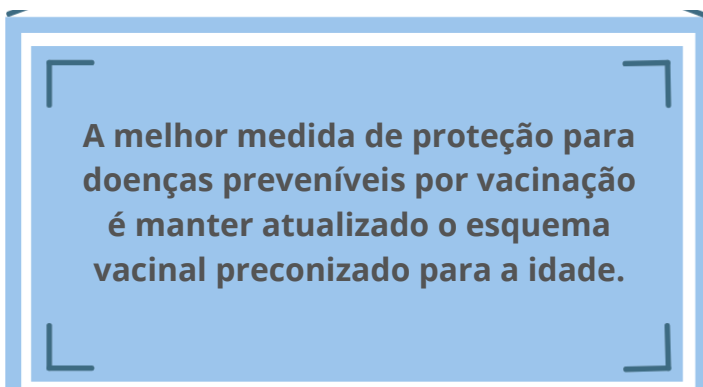 A melhor medida de proteção para
doenças preveníveis por vacinação
é manter atualizado o esquema
vacinal preconizado para a idade.